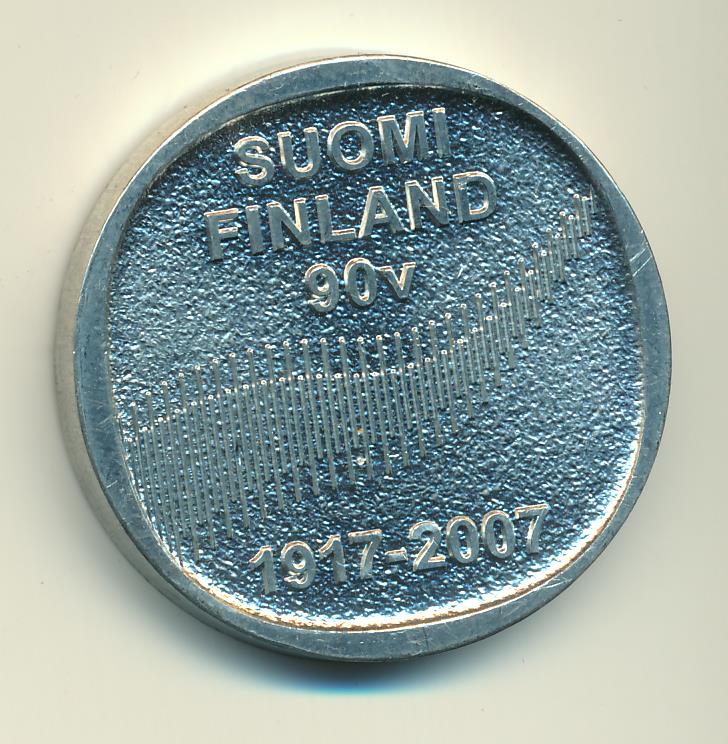 SUOMI
FINLAND
90v
1917-2007